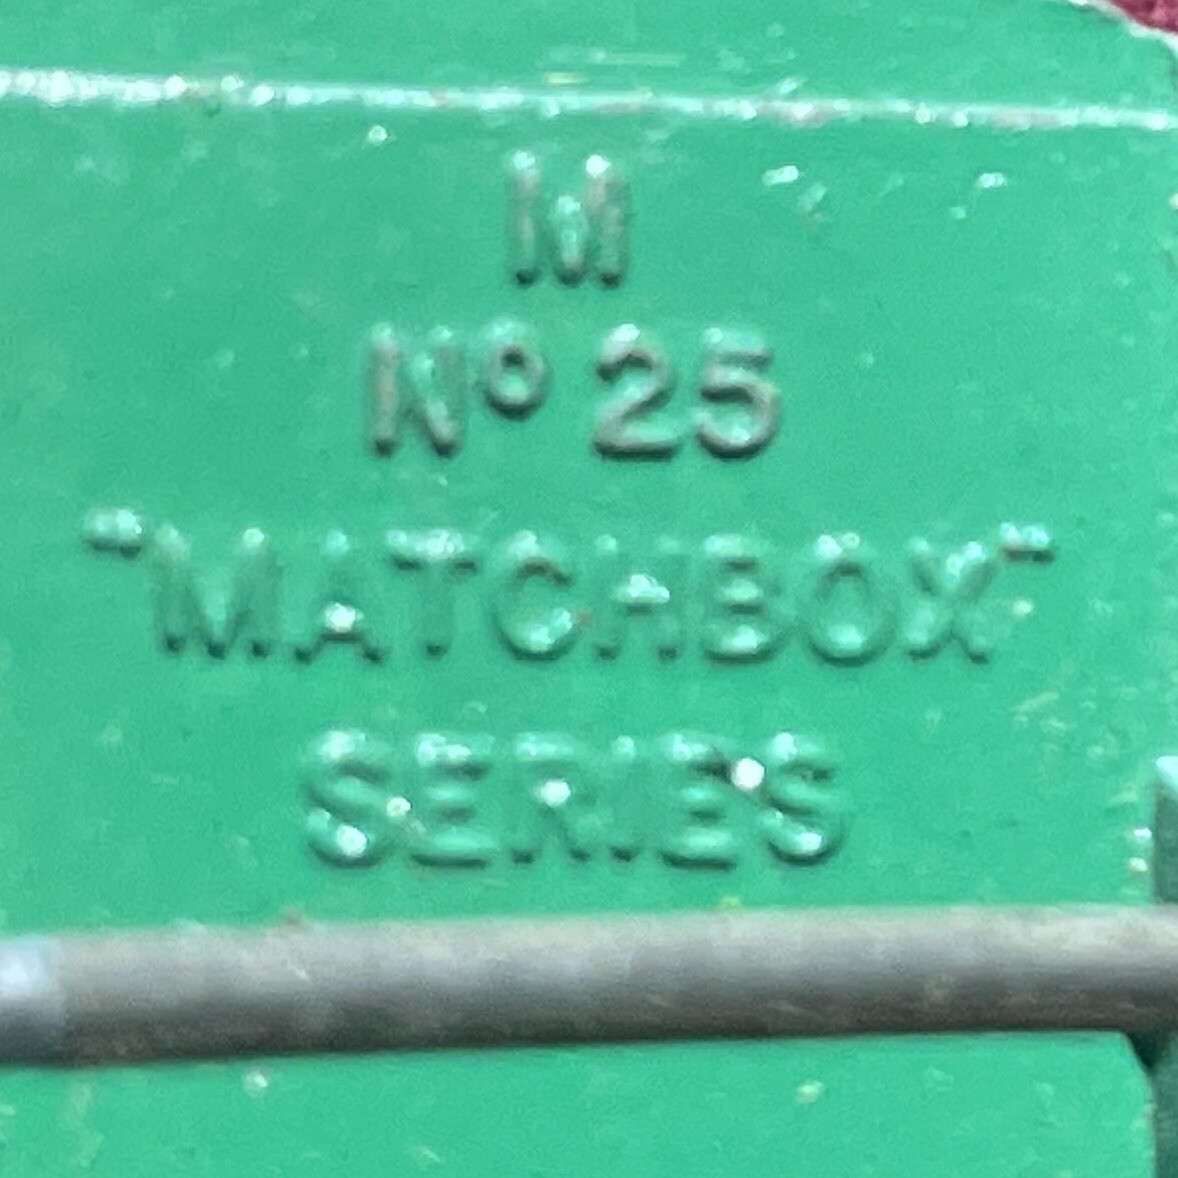 M
Nº 25
"MATCHBOX"
SERIES